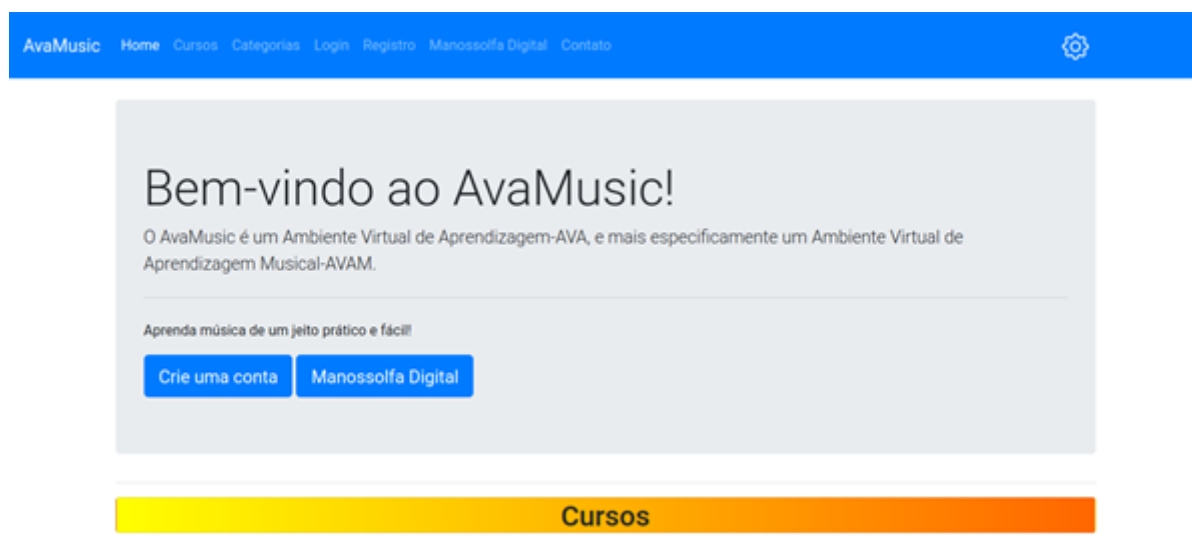 AvaMusic Home Cursos Categorias Login Registro Manossolfa Digital Contato
Bem-vindo ao AvaMusic!
O AvaMusic é um Ambiente Virtual de Aprendizagem-AVA, e mais especificamente um Ambiente Virtual de
Aprendizagem Musical-AVAM.
Aprenda música de um jeito prático e fácil!
Crie uma conta Manossolfa Digital
Cursos